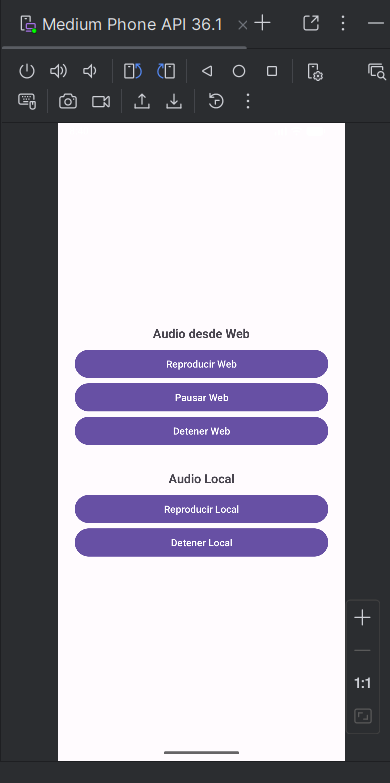 Medium Phone API 36.1
Audio desde Web
Reproducir Web
Pausar Web
Detener Web
Audio Local
Reproducir Local
Detener Local
1:1